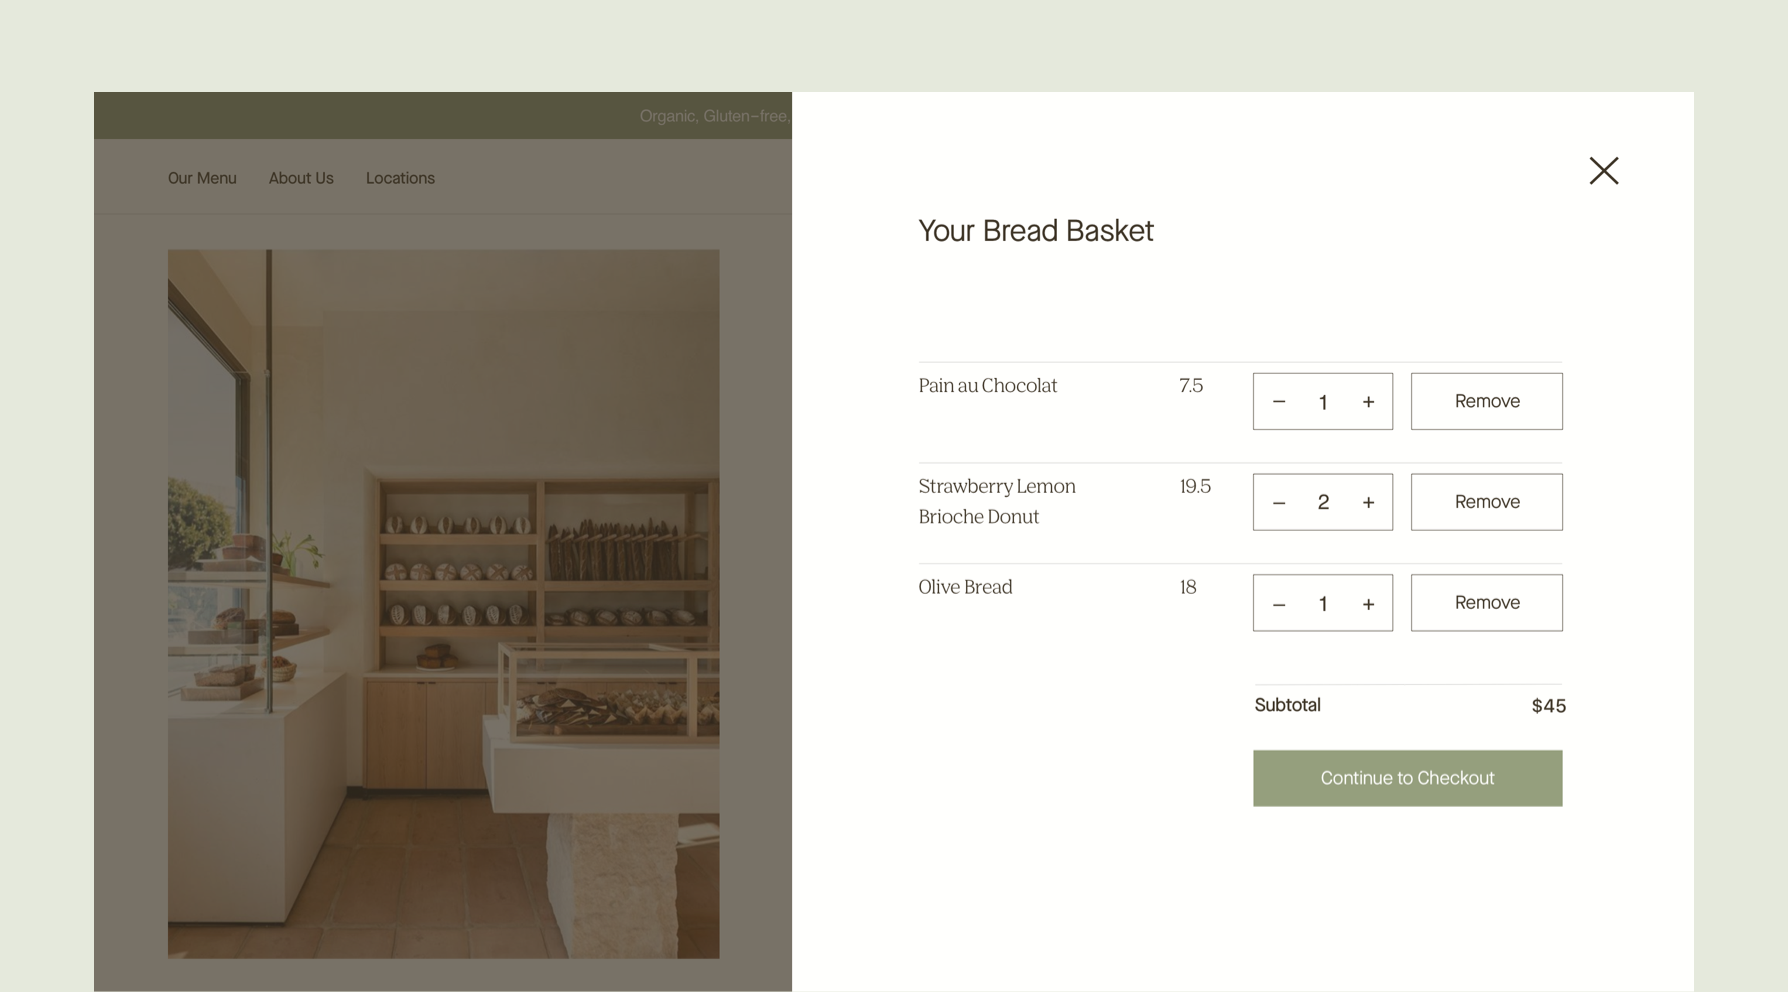 Organic, Gluten-free,
Our Menu About Us Locations
Your Bread Basket
Pain au Chocolat 7.5 − 1 + Remove
Strawberry Lemon 19.5 − 2 + Remove
Brioche Donut
Olive Bread 18 − 1 + Remove
Subtotal $45
Continue to Checkout